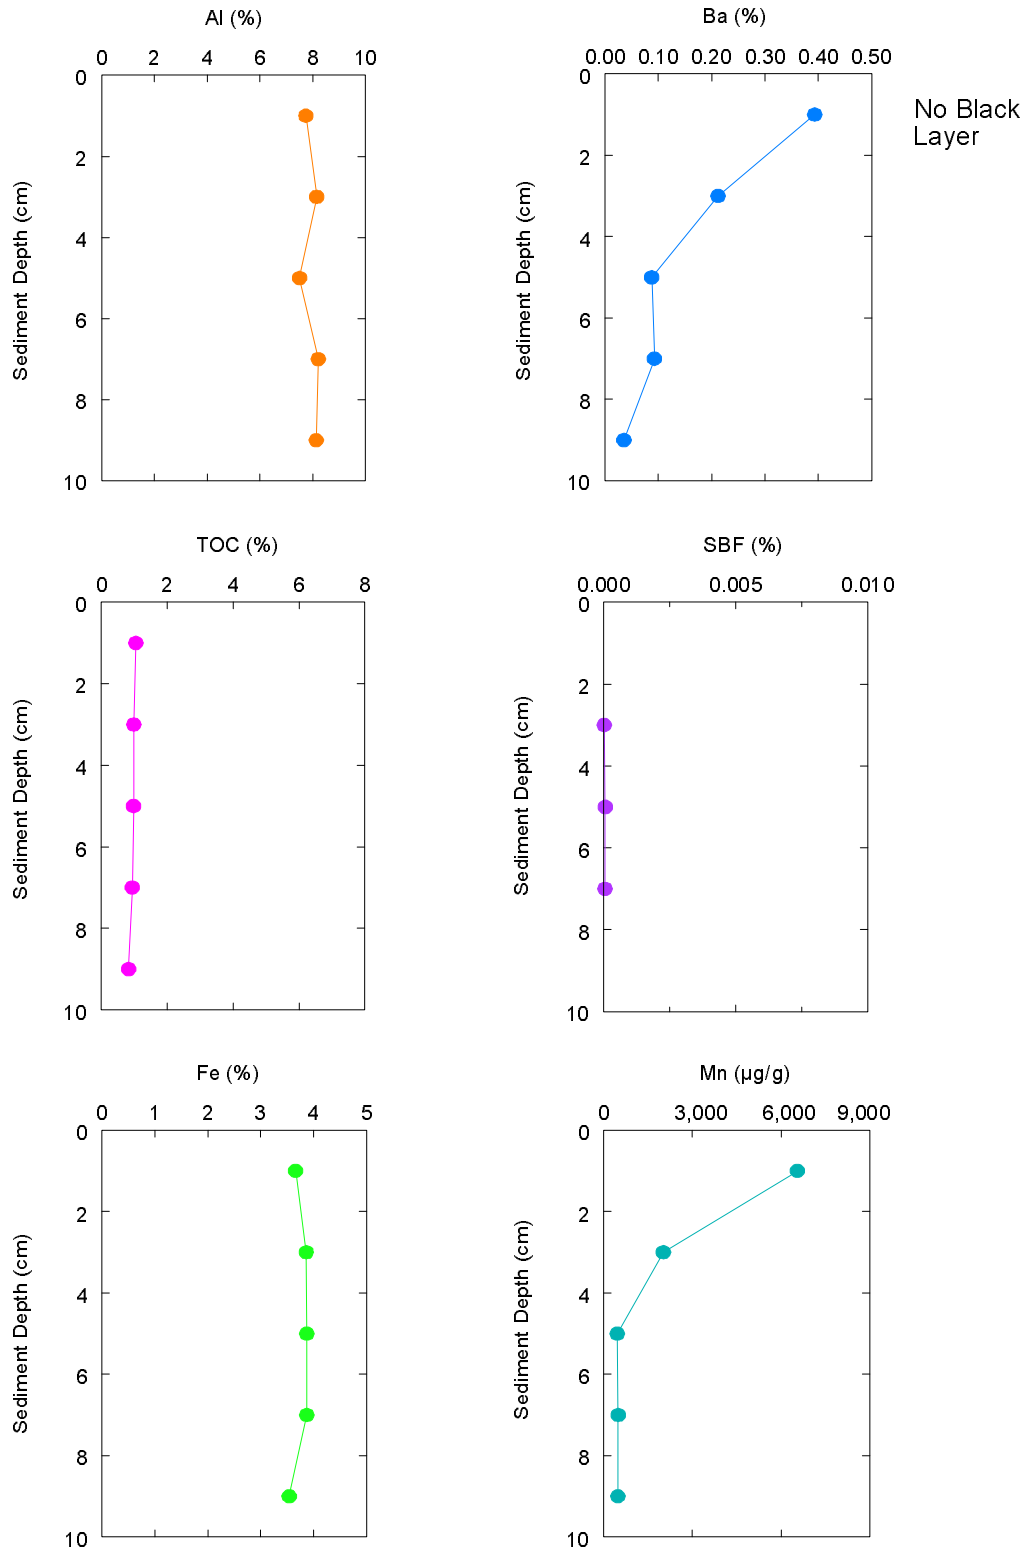 Al (%)
0 2 4 6 8 10
0
2
4
6
8
10
Sediment Depth (cm)
Ba (%)
0.00 0.10 0.20 0.30 0.40 0.50
0
2
4
6
8
10
Sediment Depth (cm)
No Black
Layer
TOC (%)
0 2 4 6 8
0
2
4
6
8
10
Sediment Depth (cm)
SBF (%)
0.000 0.005 0.010
0
2
4
6
8
10
Sediment Depth (cm)
Fe (%)
0 1 2 3 4 5
0
2
4
6
8
10
Sediment Depth (cm)
Mn (µg/g)
0 3,000 6,000 9,000
0
2
4
6
8
10
Sediment Depth (cm)